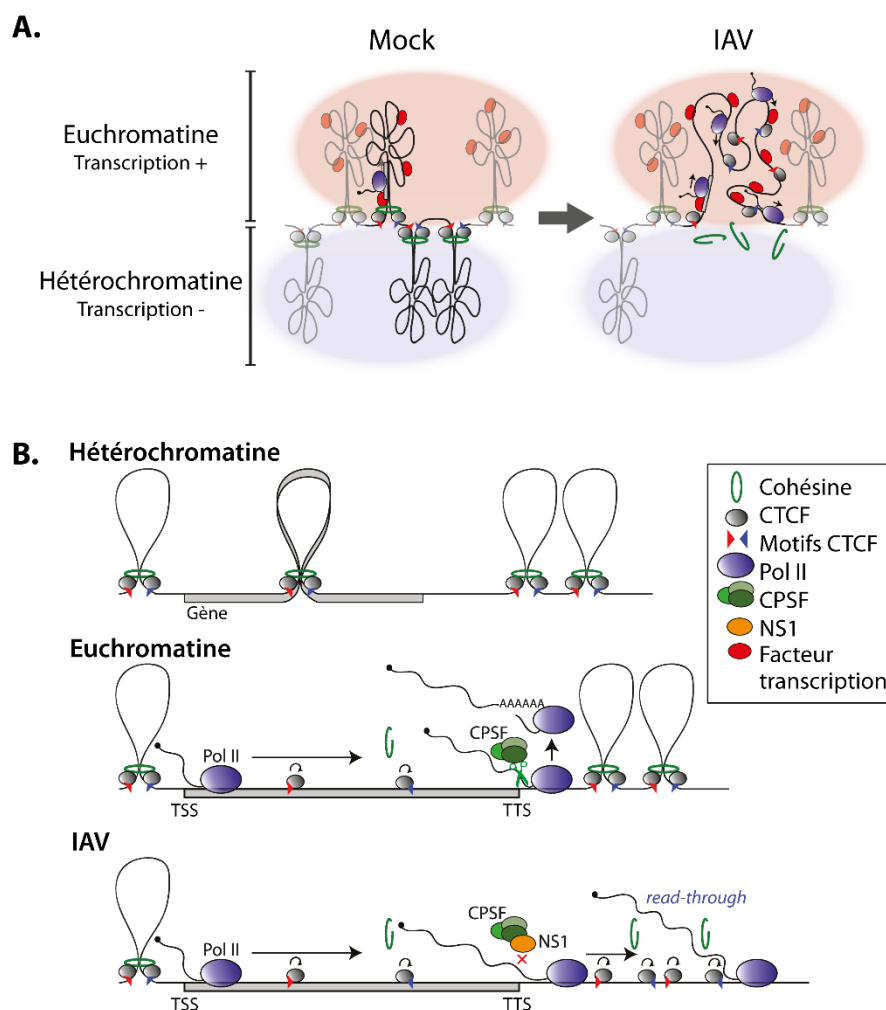 A.
Mock
IAV
Euchromatine
Transcription +
Hétérochromatine
Transcription -
B.
Hétérochromatine
Gène
Cohésine
CTCF
Motifs CTCF
Pol II
CPSF
NS1
Facteur
transcription
Euchromatine
AAAAAA
CPSF
Pol II
TSS
TTS
IAV
read-through
CPSF
NS1
Pol II
TSS
TTS